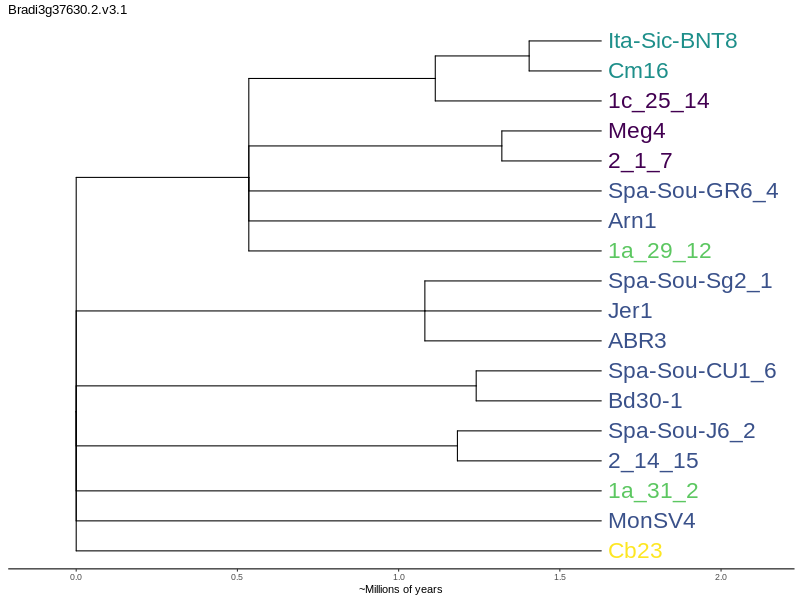 Bradi3g37630.2.v3.1
Ita-Sic-BNT8
Cm16
1c_25_14
Meg4
2_1_7
Spa-Sou-GR6_4
Arn1
1a_29_12
Spa-Sou-Sg2_1
Jer1
ABR3
Spa-Sou-CU1_6
Bd30-1
Spa-Sou-J6_2
2_14_15
1a_31_2
MonSV4
Cb23
0.0 0.5 1.0 1.5 2.0
~Millions of years